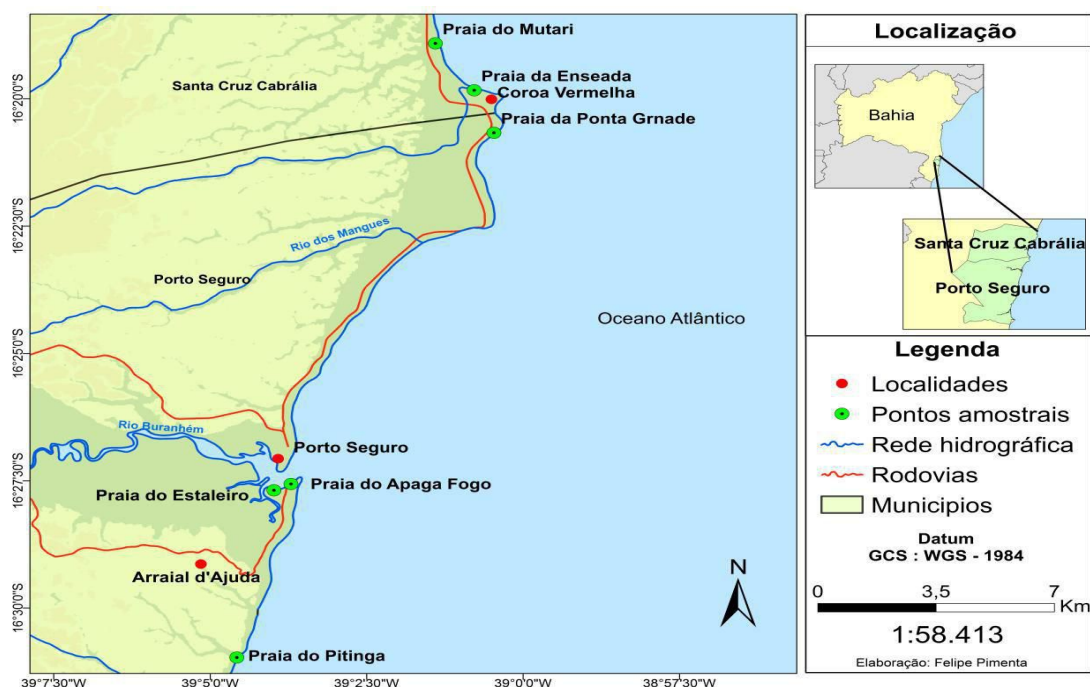 Praia do Mutari
Santa Cruz Cabrália
Praia da Enseada
Coroa Vermelha
Praia da Ponta Grnade
Rio dos Mangues
Porto Seguro
Oceano Atlântico
Rio Buranhém
Porto Seguro
Praia do Estaleiro
Praia do Apaga Fogo
Arraial d'Ajuda
Praia do Pitinga
N
16°20'0"S
16°22'30"S
16°25'0"S
16°27'30"S
16°30'0"S
39°7'30"W
39°5'0"W
39°2'30"W
39°0'0"W
38°57'30"W
Localização
Bahia
Santa Cruz Cabrália
Porto Seguro
Legenda
Localidades
Pontos amostrais
Rede hidrográfica
Rodovias
Municipios
Datum
GCS : WGS - 1984
0 3,5 7
Km
1:58.413
Elaboração: Felipe Pimenta